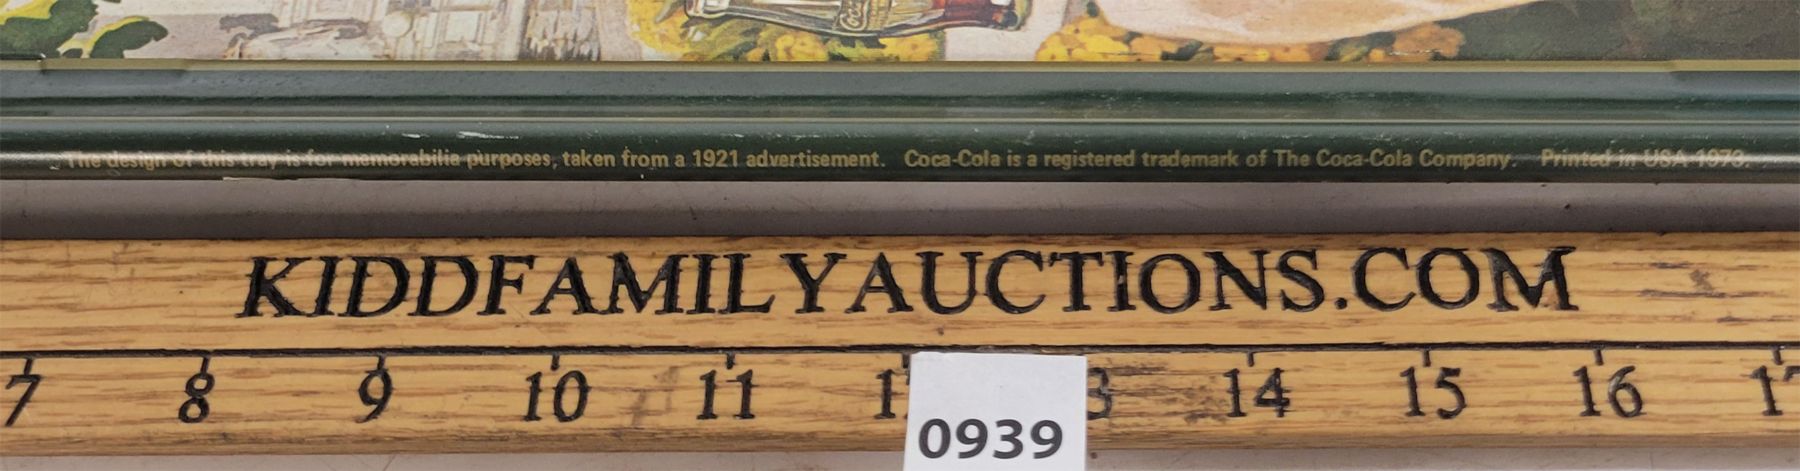 Coca-Cola
The design of this tray is for memorabilia purposes, taken from a 1921 advertisement. Coca-Cola is a registered trademark of The Coca-Cola Company. Printed in USA 1973.
KIDDFAMILYAUCTIONS.COM
7 8 9 10 11 14 15 16
0939